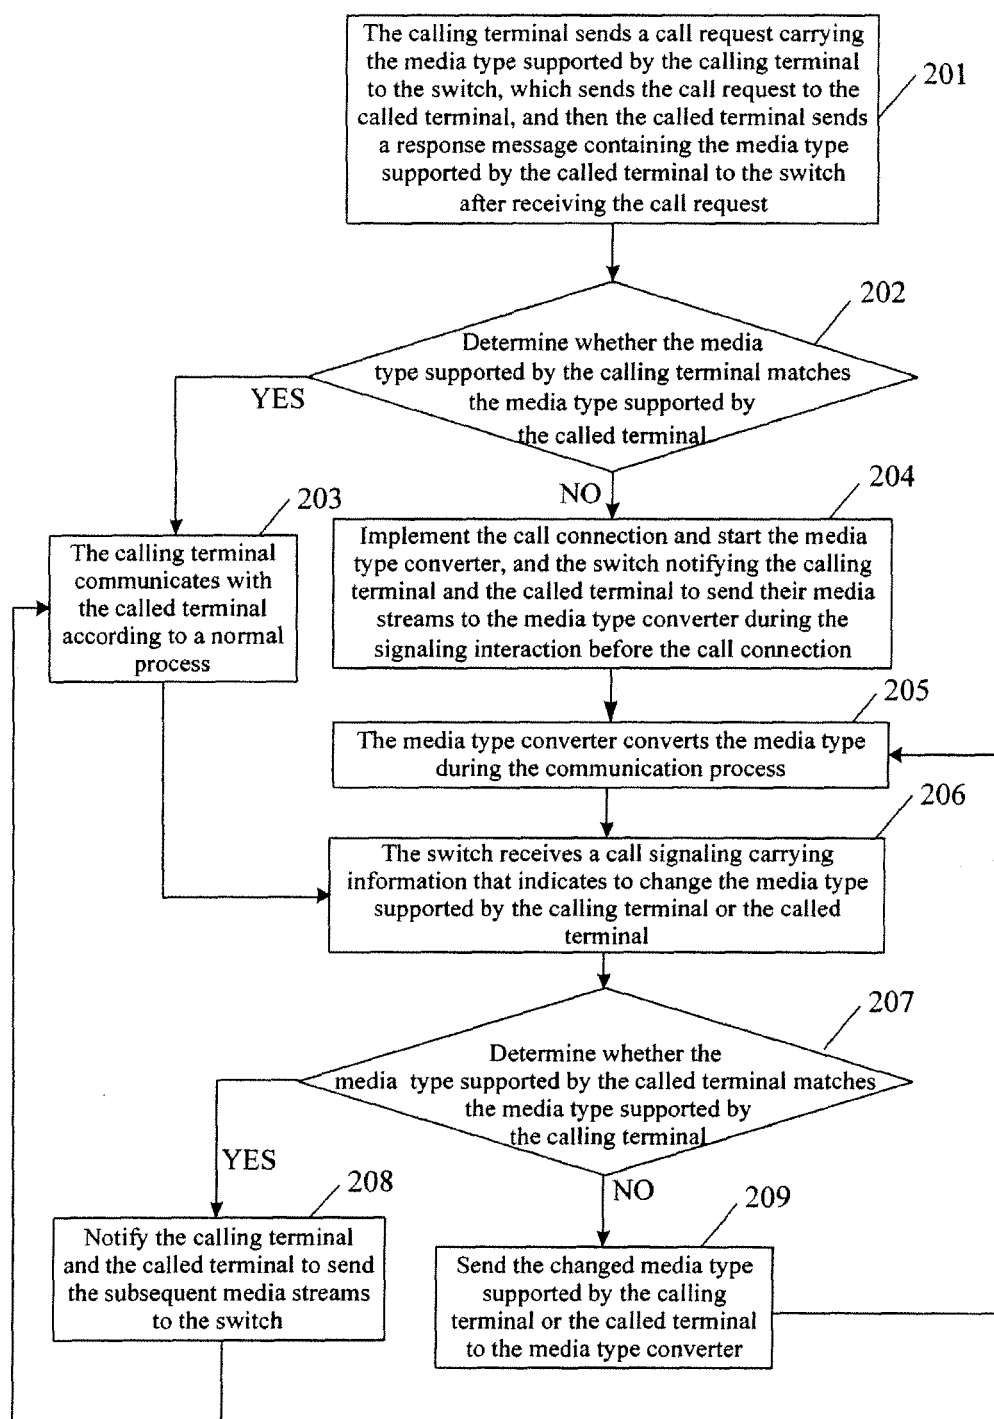 The calling terminal sends a call request carrying
the media type supported by the calling terminal
to the switch, which sends the call request to the
called terminal, and then the called terminal sends
a response message containing the media type
supported by the called terminal to the switch
after receiving the call request
201
202
Determine whether the media
type supported by the calling terminal matches
the media type supported by
the called terminal
YES
NO
203
The calling terminal
communicates with
the called terminal
according to a normal
process
204
Implement the call connection and start the media
type converter, and the switch notifying the calling
terminal and the called terminal to send their media
streams to the media type converter during the
signaling interaction before the call connection
205
The media type converter converts the media type
during the communication process
206
The switch receives a call signaling carrying
information that indicates to change the media type
supported by the calling terminal or the called
terminal
207
Determine whether the
media type supported by the called terminal matches
the media type supported by
the calling terminal
YES
NO
208
Notify the calling terminal
and the called terminal to send
the subsequent media streams
to the switch
209
Send the changed media type
supported by the calling
terminal or the called terminal
to the media type converter